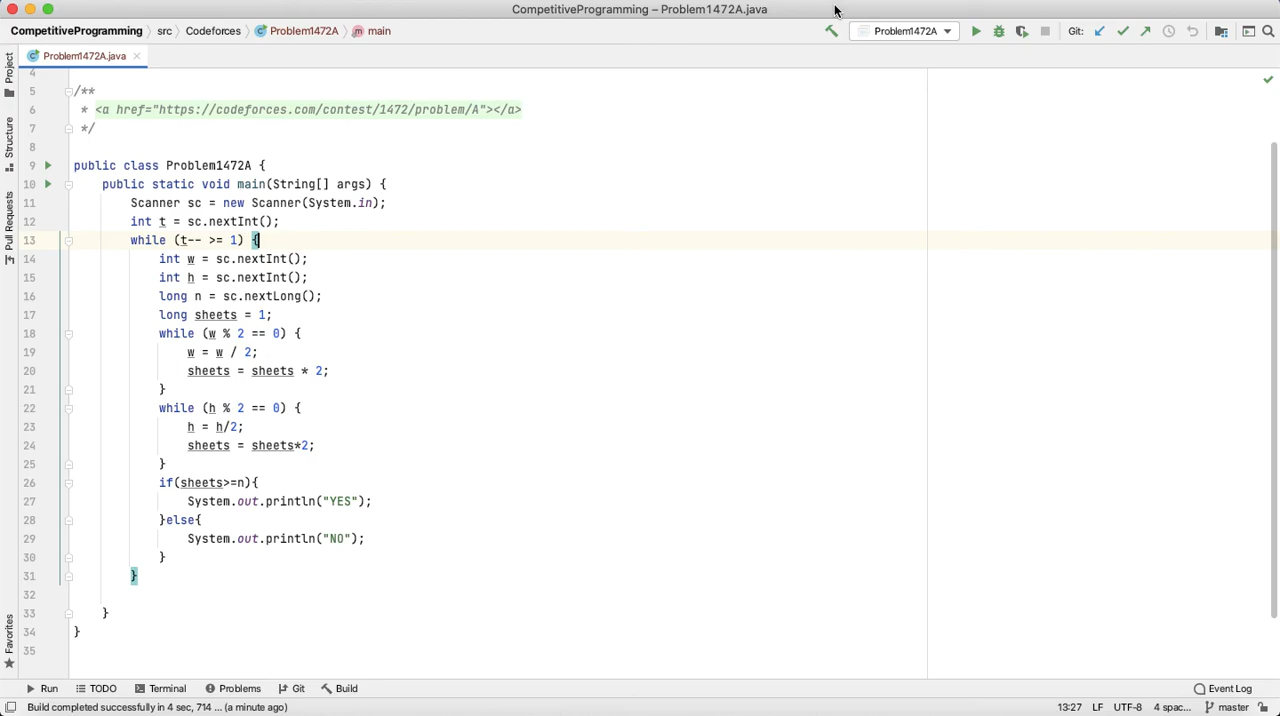 CompetitiveProgramming – Problem1472A.java
CompetitiveProgramming src Codeforces Problem1472A main
Problem1472A Git:
Problem1472A.java
Project
Structure
Pull Requests
Favorites
4
5 /**
6 * <a href="https://codeforces.com/contest/1472/problem/A"></a>
7 */
8
9 public class Problem1472A {
10 public static void main(String[] args) {
11 Scanner sc = new Scanner(System.in);
12 int t = sc.nextInt();
13 while (t-- >= 1) {
14 int w = sc.nextInt();
15 int h = sc.nextInt();
16 long n = sc.nextLong();
17 long sheets = 1;
18 while (w % 2 == 0) {
19 w = w / 2;
20 sheets = sheets * 2;
21 }
22 while (h % 2 == 0) {
23 h = h/2;
24 sheets = sheets*2;
25 }
26 if(sheets>=n){
27 System.out.println("YES");
28 }else{
29 System.out.println("NO");
30 }
31 }
32
33 }
34 }
35
Run TODO Terminal Problems Git Build Event Log
Build completed successfully in 4 sec, 714 ... (a minute ago) 13:27 LF UTF-8 4 spac... master